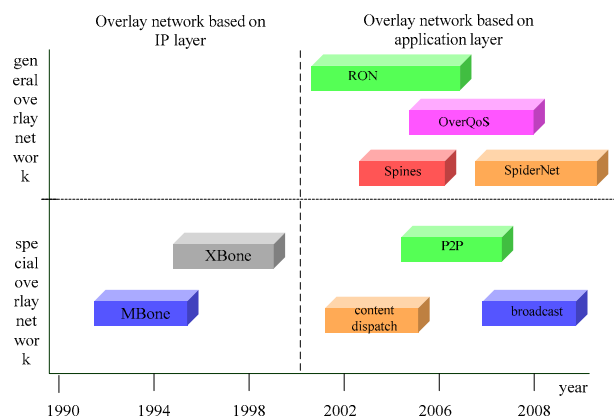 Overlay network based on
IP layer
Overlay network based on
application layer
gen
eral
ove
rlay
net
wor
k
RON
OverQoS
Spines
SpiderNet
spe
cial
ove
rlay
net
wor
k
XBone
P2P
MBone
content
dispatch
broadcast
year
1990
1994
1998
2002
2006
2008